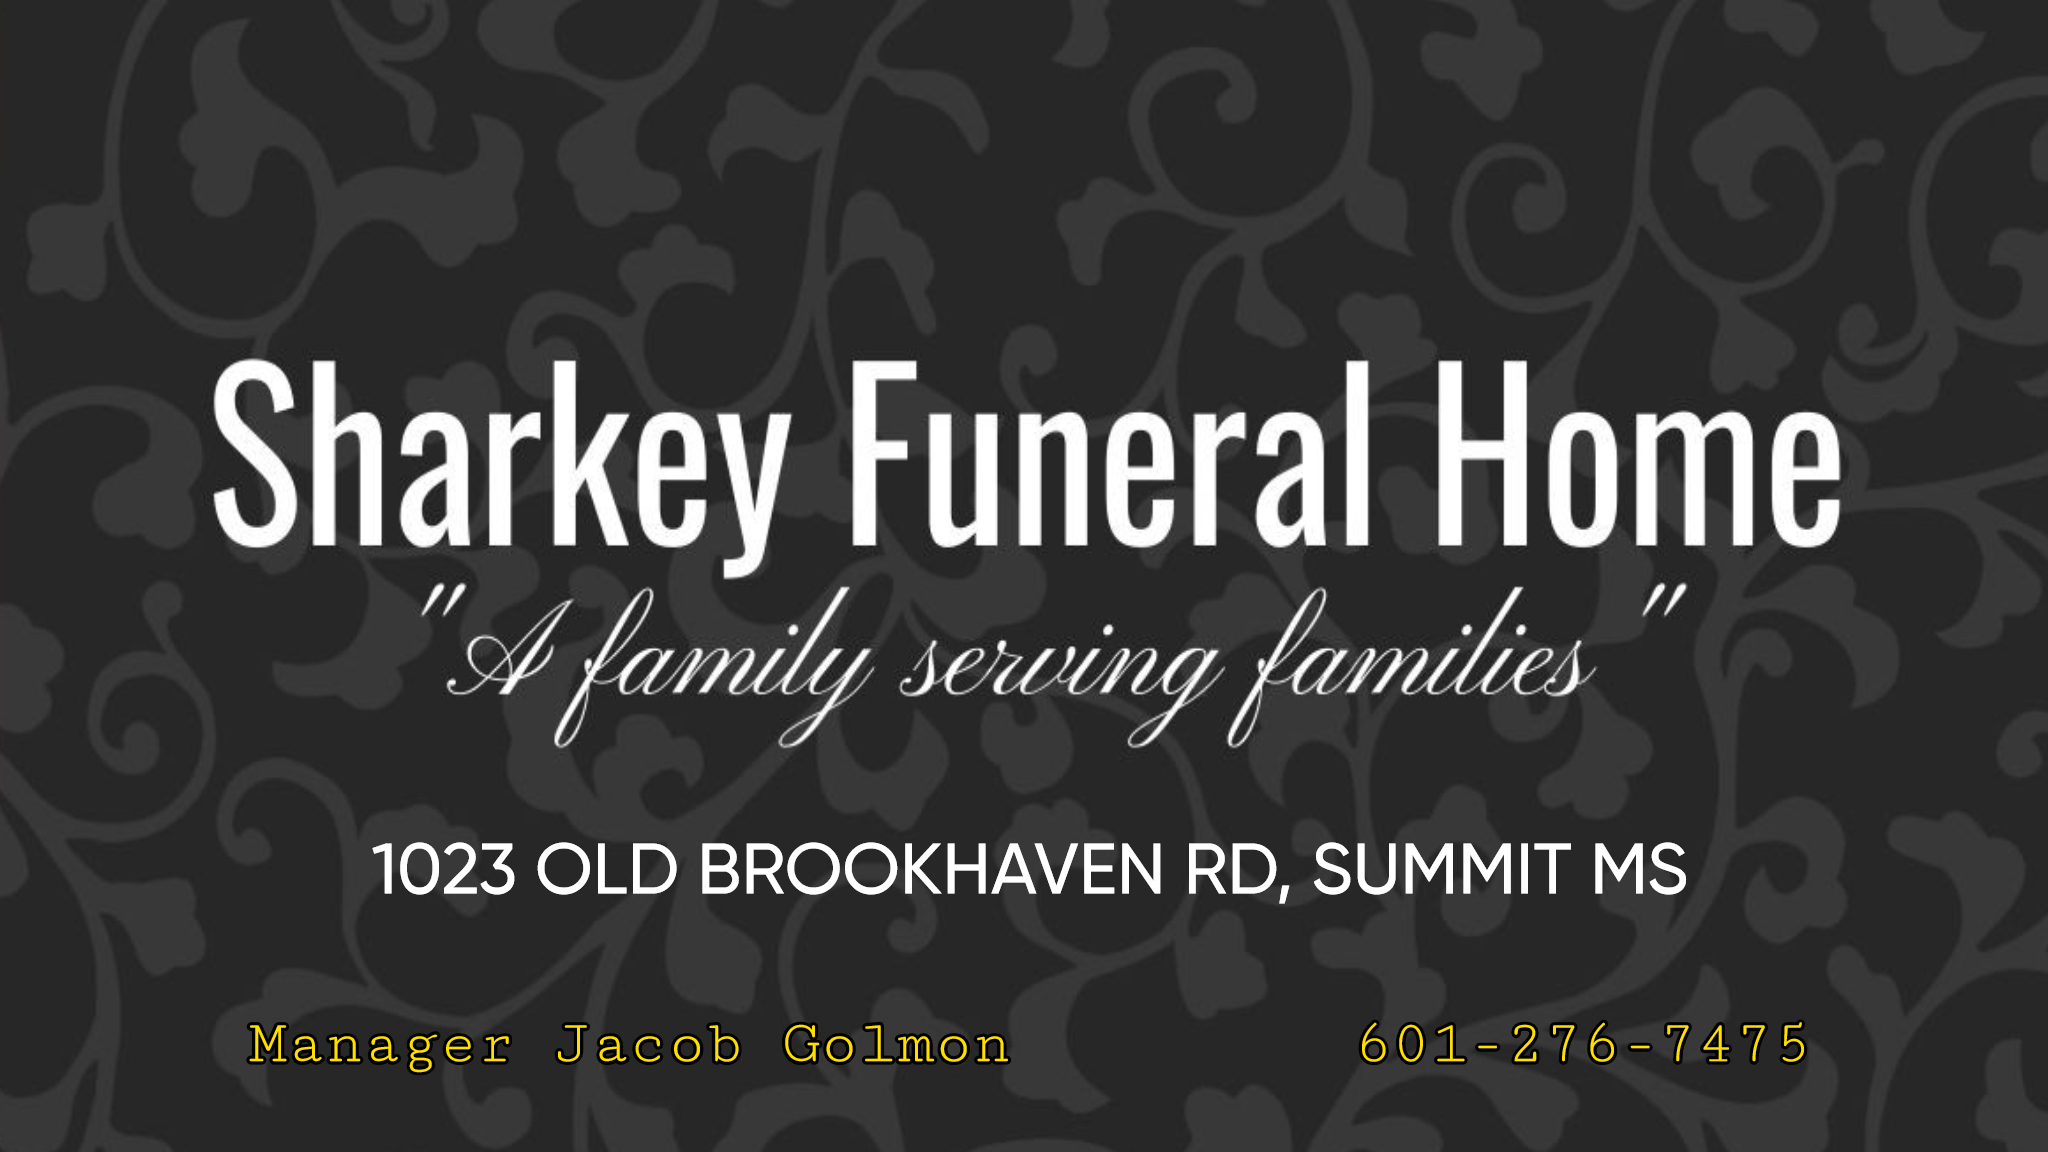 Sharkey Funeral Home
"A family serving families"
1023 OLD BROOKHAVEN RD, SUMMIT MS
Manager Jacob Golmon 601-276-7475